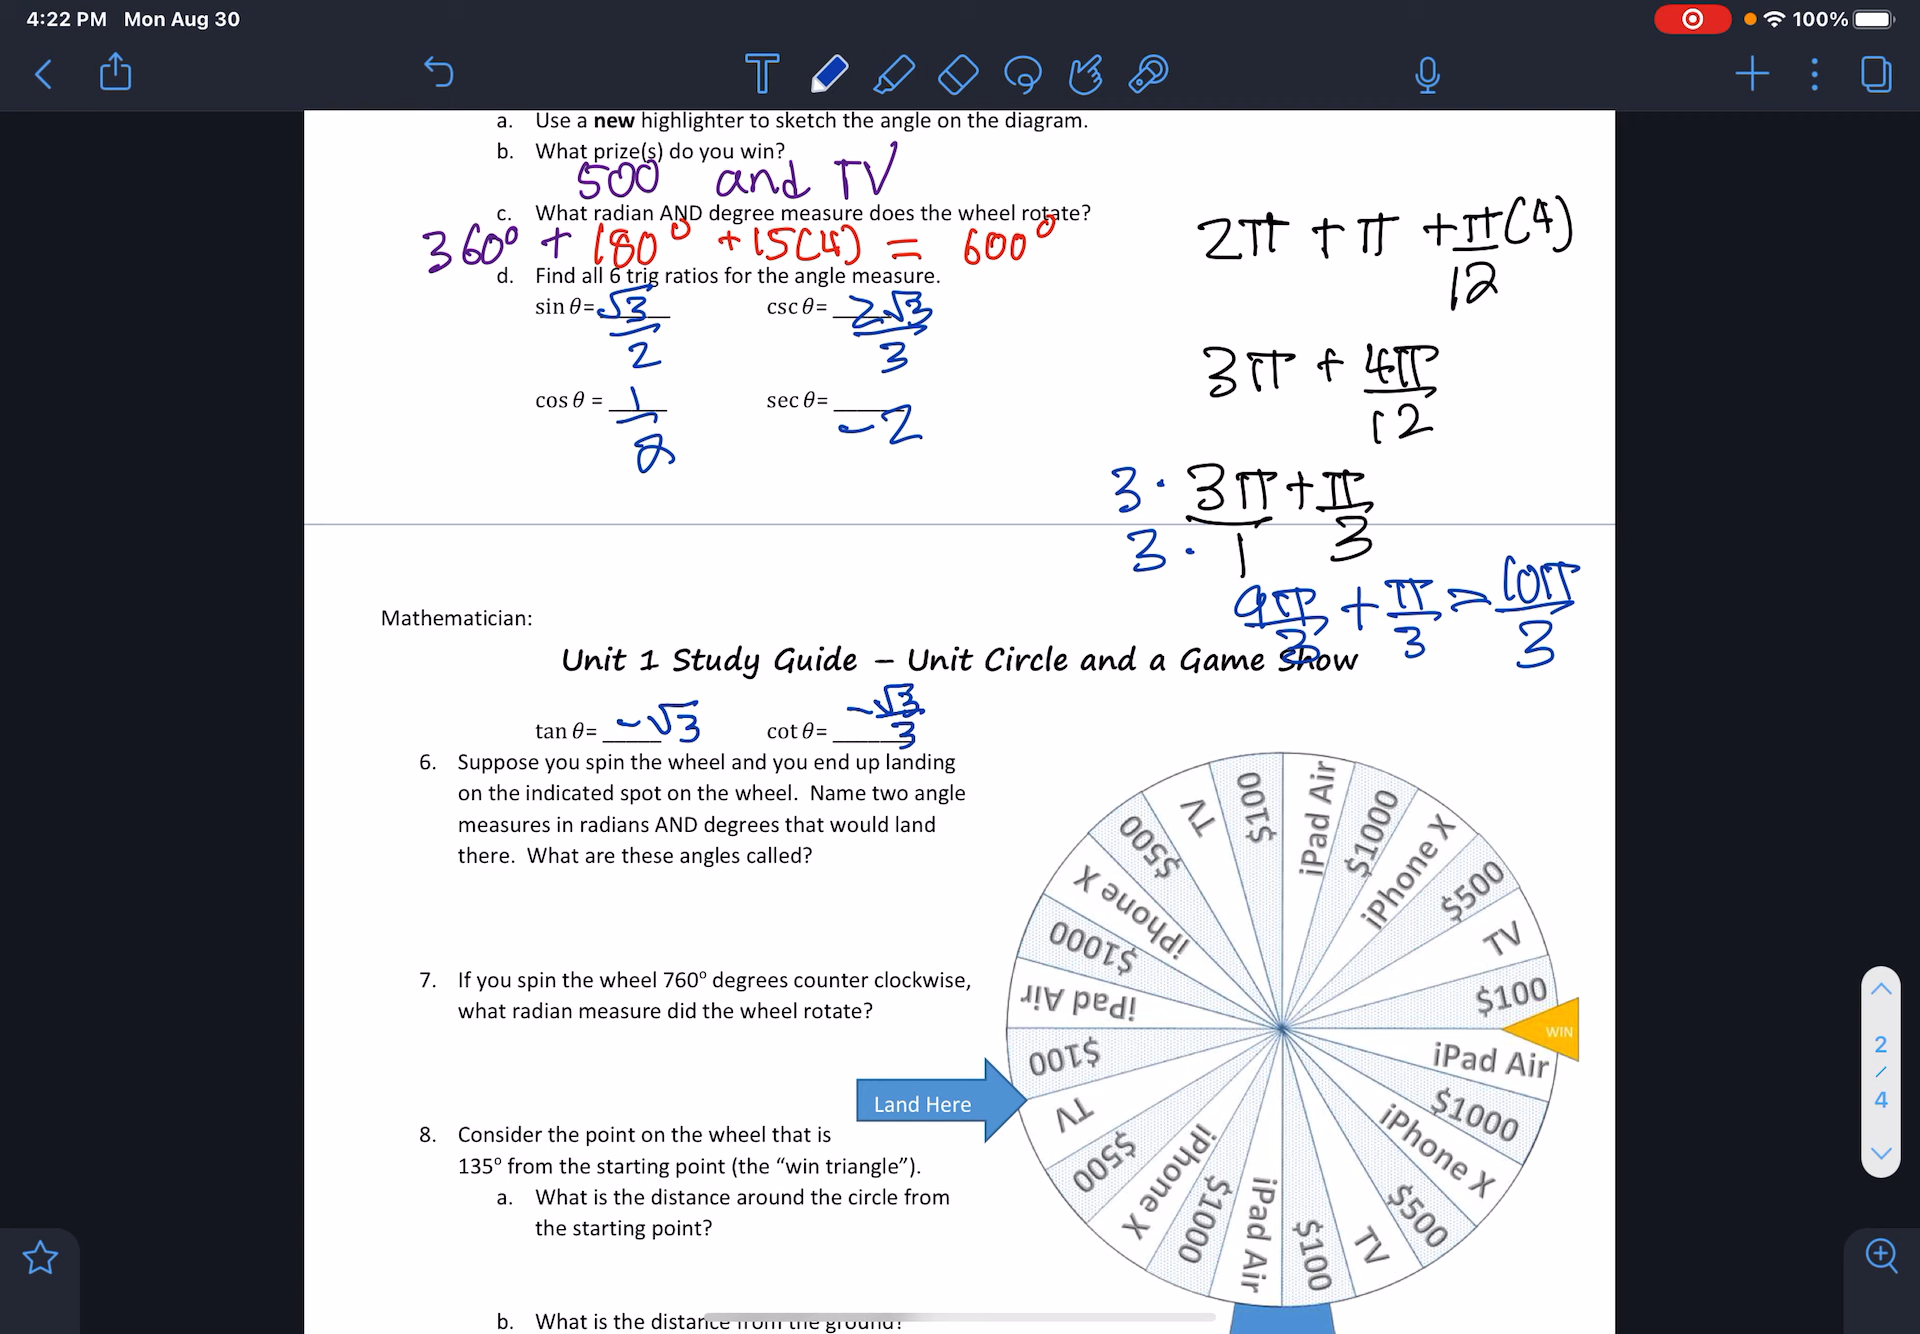 4:22 PM Mon Aug 30
100%
a. Use a new highlighter to sketch the angle on the diagram.
b. What prize(s) do you win?
500 and TV
c. What radian AND degree measure does the wheel rotate?
360° + 180° + 15(4) = 600°
2π + π + π/12 (4)
d. Find all 6 trig ratios for the angle measure.
sin θ= √3/2 csc θ= 2√3/3
3π + 4π/12
cos θ = 1/2 sec θ= -2
3 · 3π + π
3 · 1 3
9π/3 + π/3 = 10π/3
Mathematician:
Unit 1 Study Guide – Unit Circle and a Game Show
tan θ= -√3 cot θ= -√3/3
6. Suppose you spin the wheel and you end up landing
on the indicated spot on the wheel. Name two angle
measures in radians AND degrees that would land
there. What are these angles called?
7. If you spin the wheel 760° degrees counter clockwise,
what radian measure did the wheel rotate?
8. Consider the point on the wheel that is
135° from the starting point (the “win triangle”).
a. What is the distance around the circle from
the starting point?
b. What is the distance from the ground?
iPad Air
$1000
iPhone X
$500
TV
$100
WIN
iPad Air
$1000
iPhone X
$500
TV
$100
iPad Air
$1000
iPhone X
$500
TV
Land Here
$100
iPad Air
$1000
iPhone X
$500
TV
$100
2
/
4